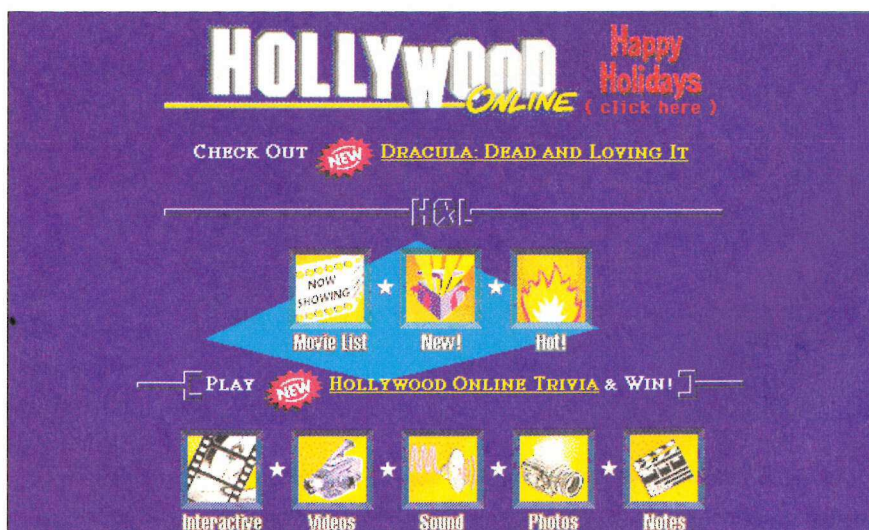 HOLLYWOOD
ONLINE
Happy
Holidays
( click here )
CHECK OUT NEW DRACULA: DEAD AND LOVING IT
H☆L
NOW
SHOWING
Movie List New! Hot!
PLAY NEW HOLLYWOOD ONLINE TRIVIA & WIN!
Interactive Videos Sound Photos Notes